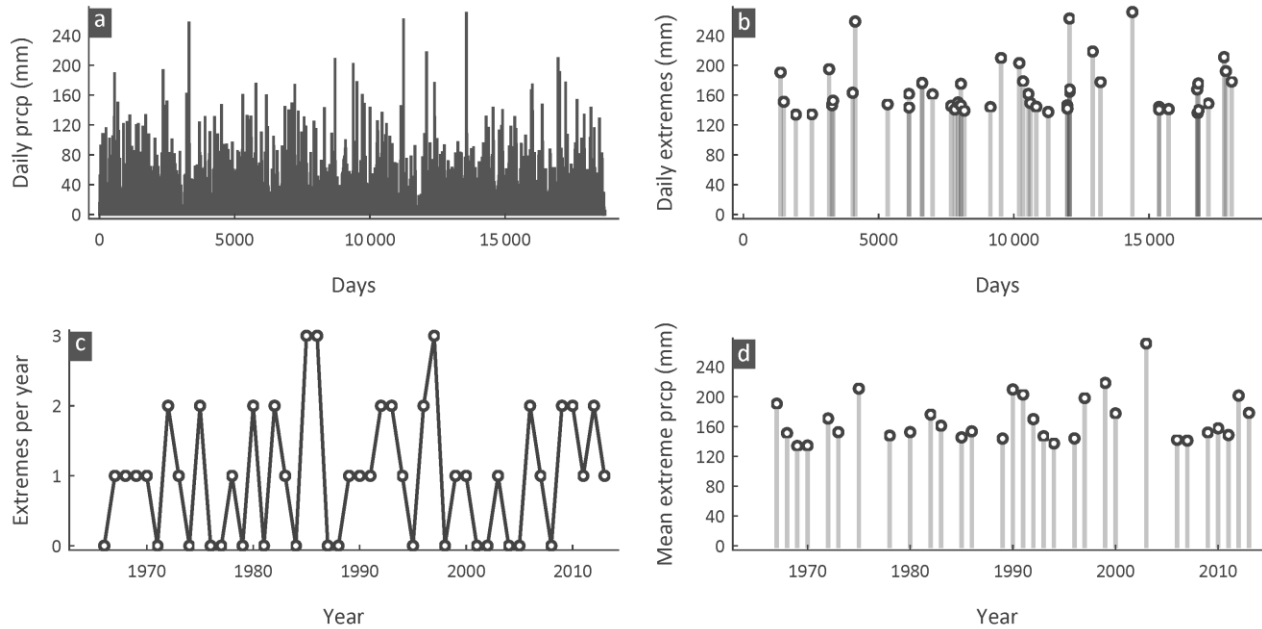 a
Daily prcp (mm)
240
200
160
120
80
40
0
0 5000 10 000 15 000
Days
b
Daily extremes (mm)
240
200
160
120
80
40
0
0 5000 10 000 15 000
Days
c
Extremes per year
3
2
1
0
1970 1980 1990 2000 2010
Year
d
Mean extreme prcp (mm)
240
200
160
120
80
40
0
1970 1980 1990 2000 2010
Year